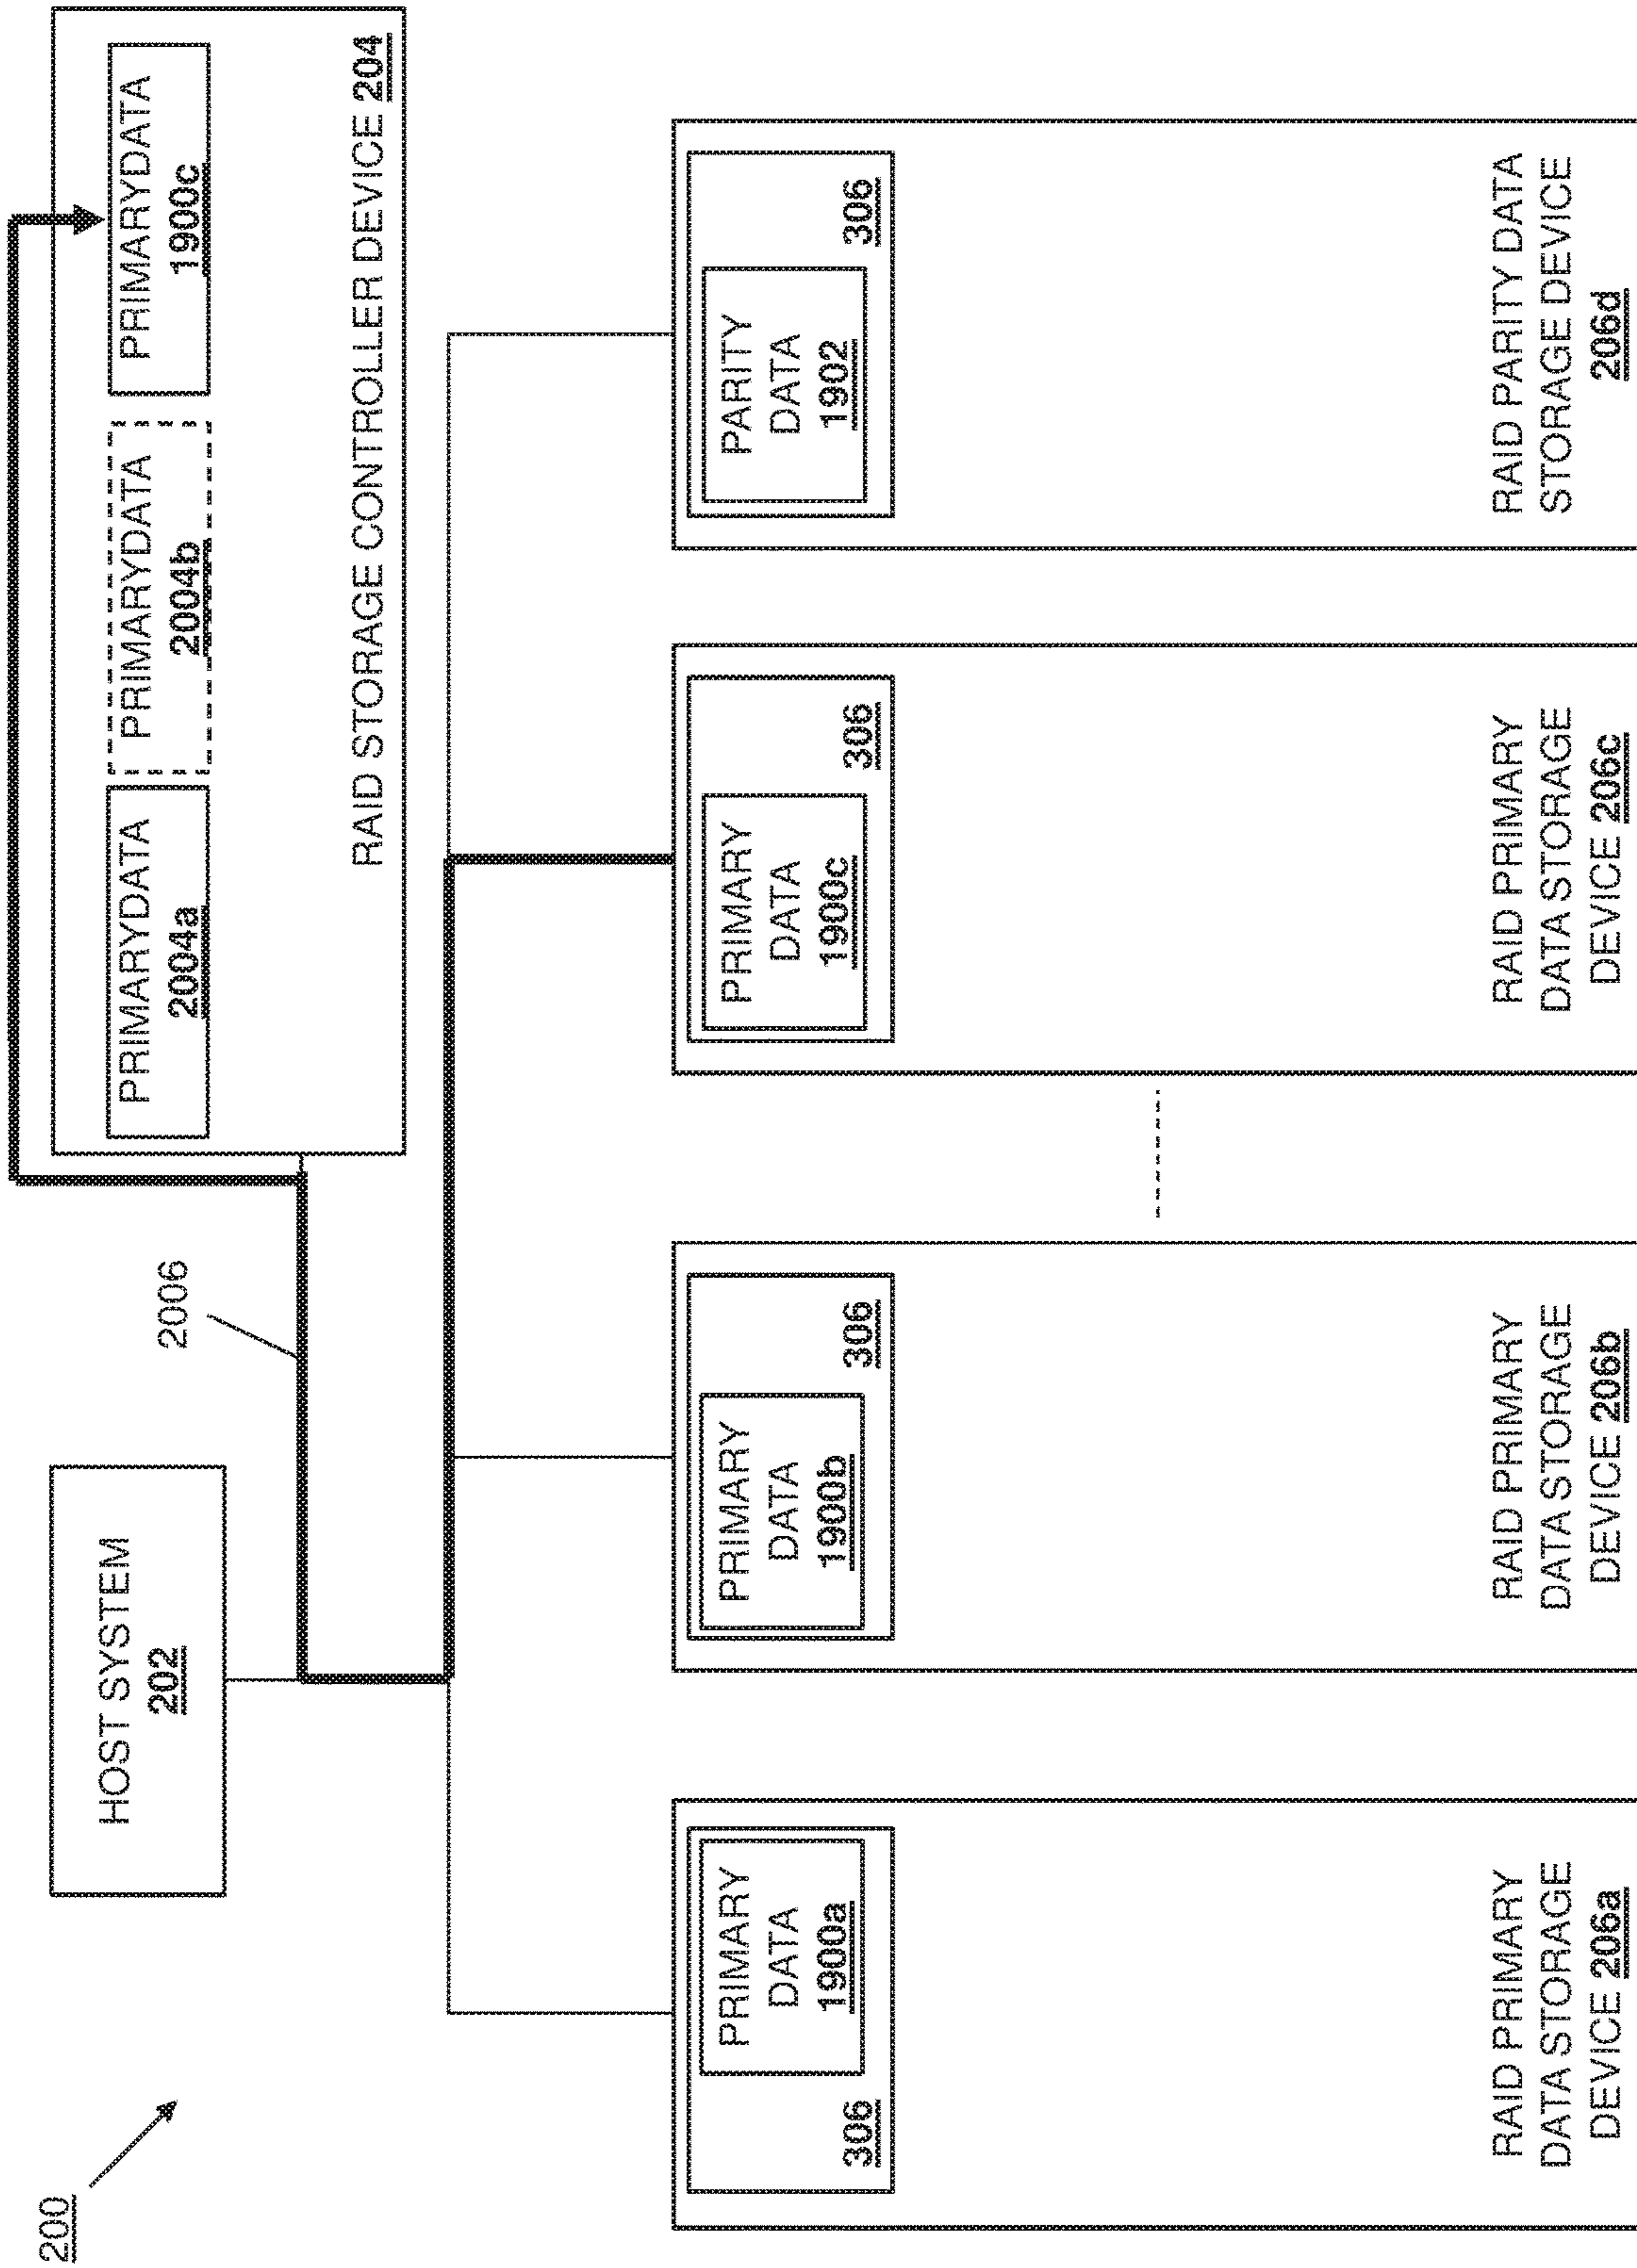 200
HOST SYSTEM
202
2006
PRIMARYDATA
2004a
PRIMARYDATA
2004b
PRIMARYDATA
1900c
RAID STORAGE CONTROLLER DEVICE 204
PRIMARY
DATA
1900a
306
RAID PRIMARY
DATA STORAGE
DEVICE 206a
PRIMARY
DATA
1900b
306
RAID PRIMARY
DATA STORAGE
DEVICE 206b
PRIMARY
DATA
1900c
306
RAID PRIMARY
DATA STORAGE
DEVICE 206c
PARITY
DATA
1902
306
RAID PARITY DATA
STORAGE DEVICE
206d